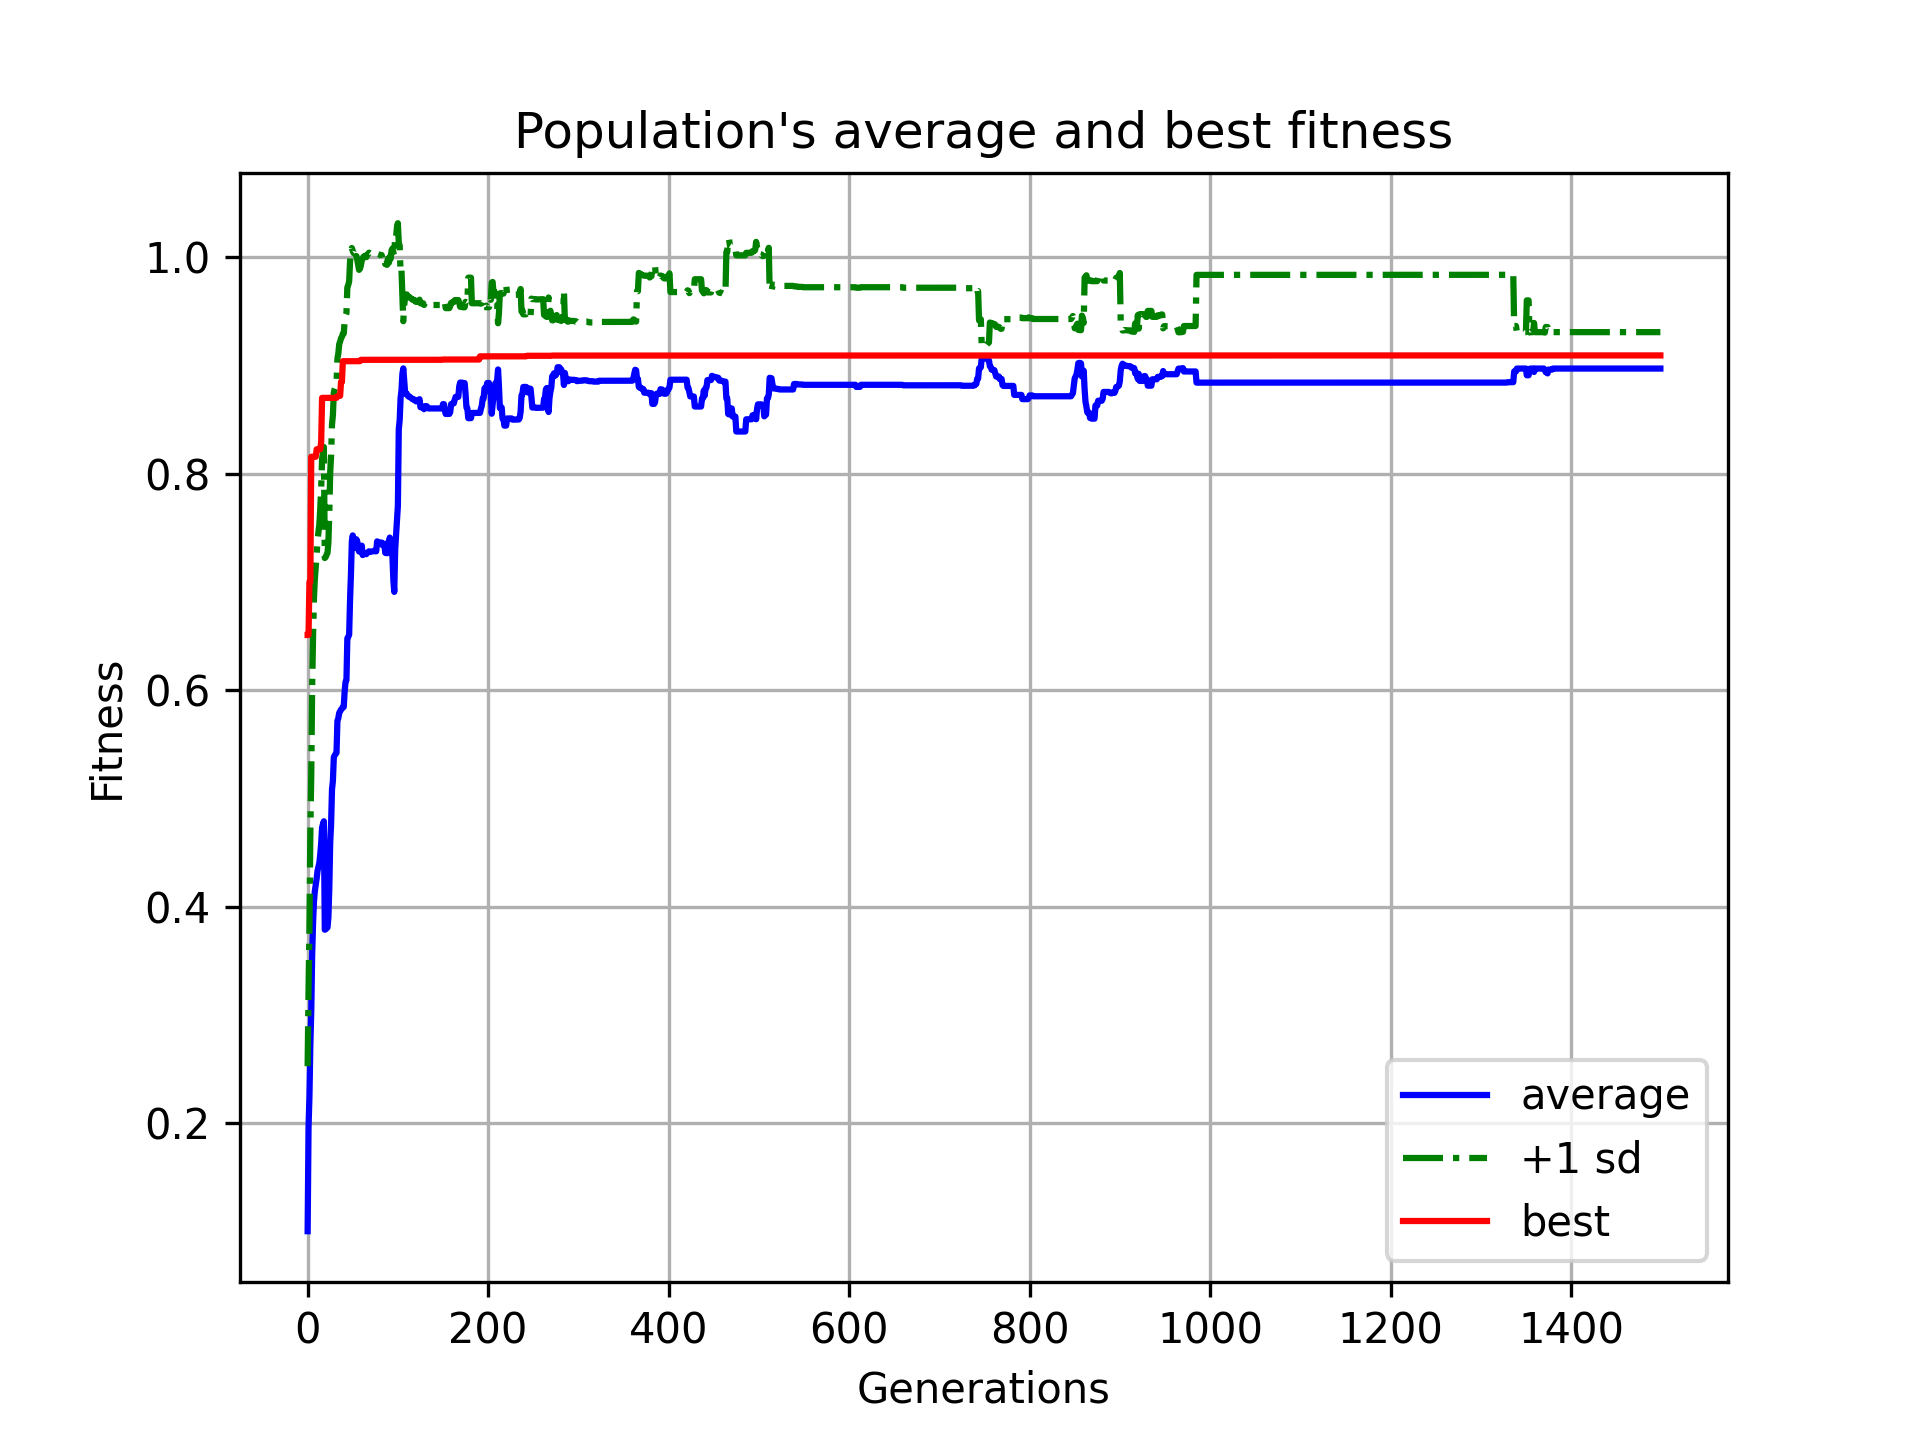 Population's average and best fitness
1.0
0.8
0.6
0.4
0.2
Fitness
average
+1 sd
best
0 200 400 600 800 1000 1200 1400
Generations